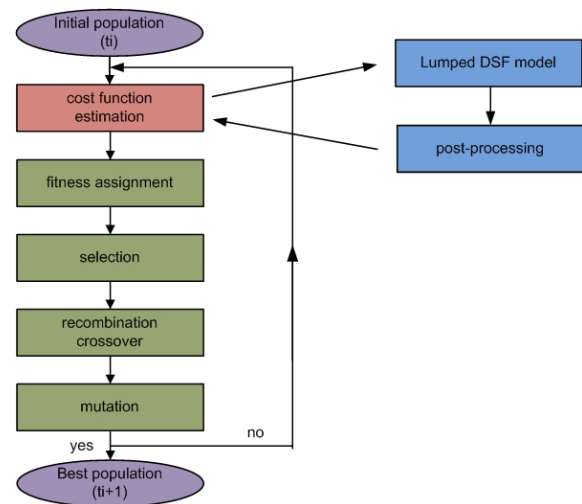 Initial population
(ti)
cost function
estimation
Lumped DSF model
post-processing
fitness assignment
selection
recombination
crossover
mutation
yes
no
Best population
(ti+1)